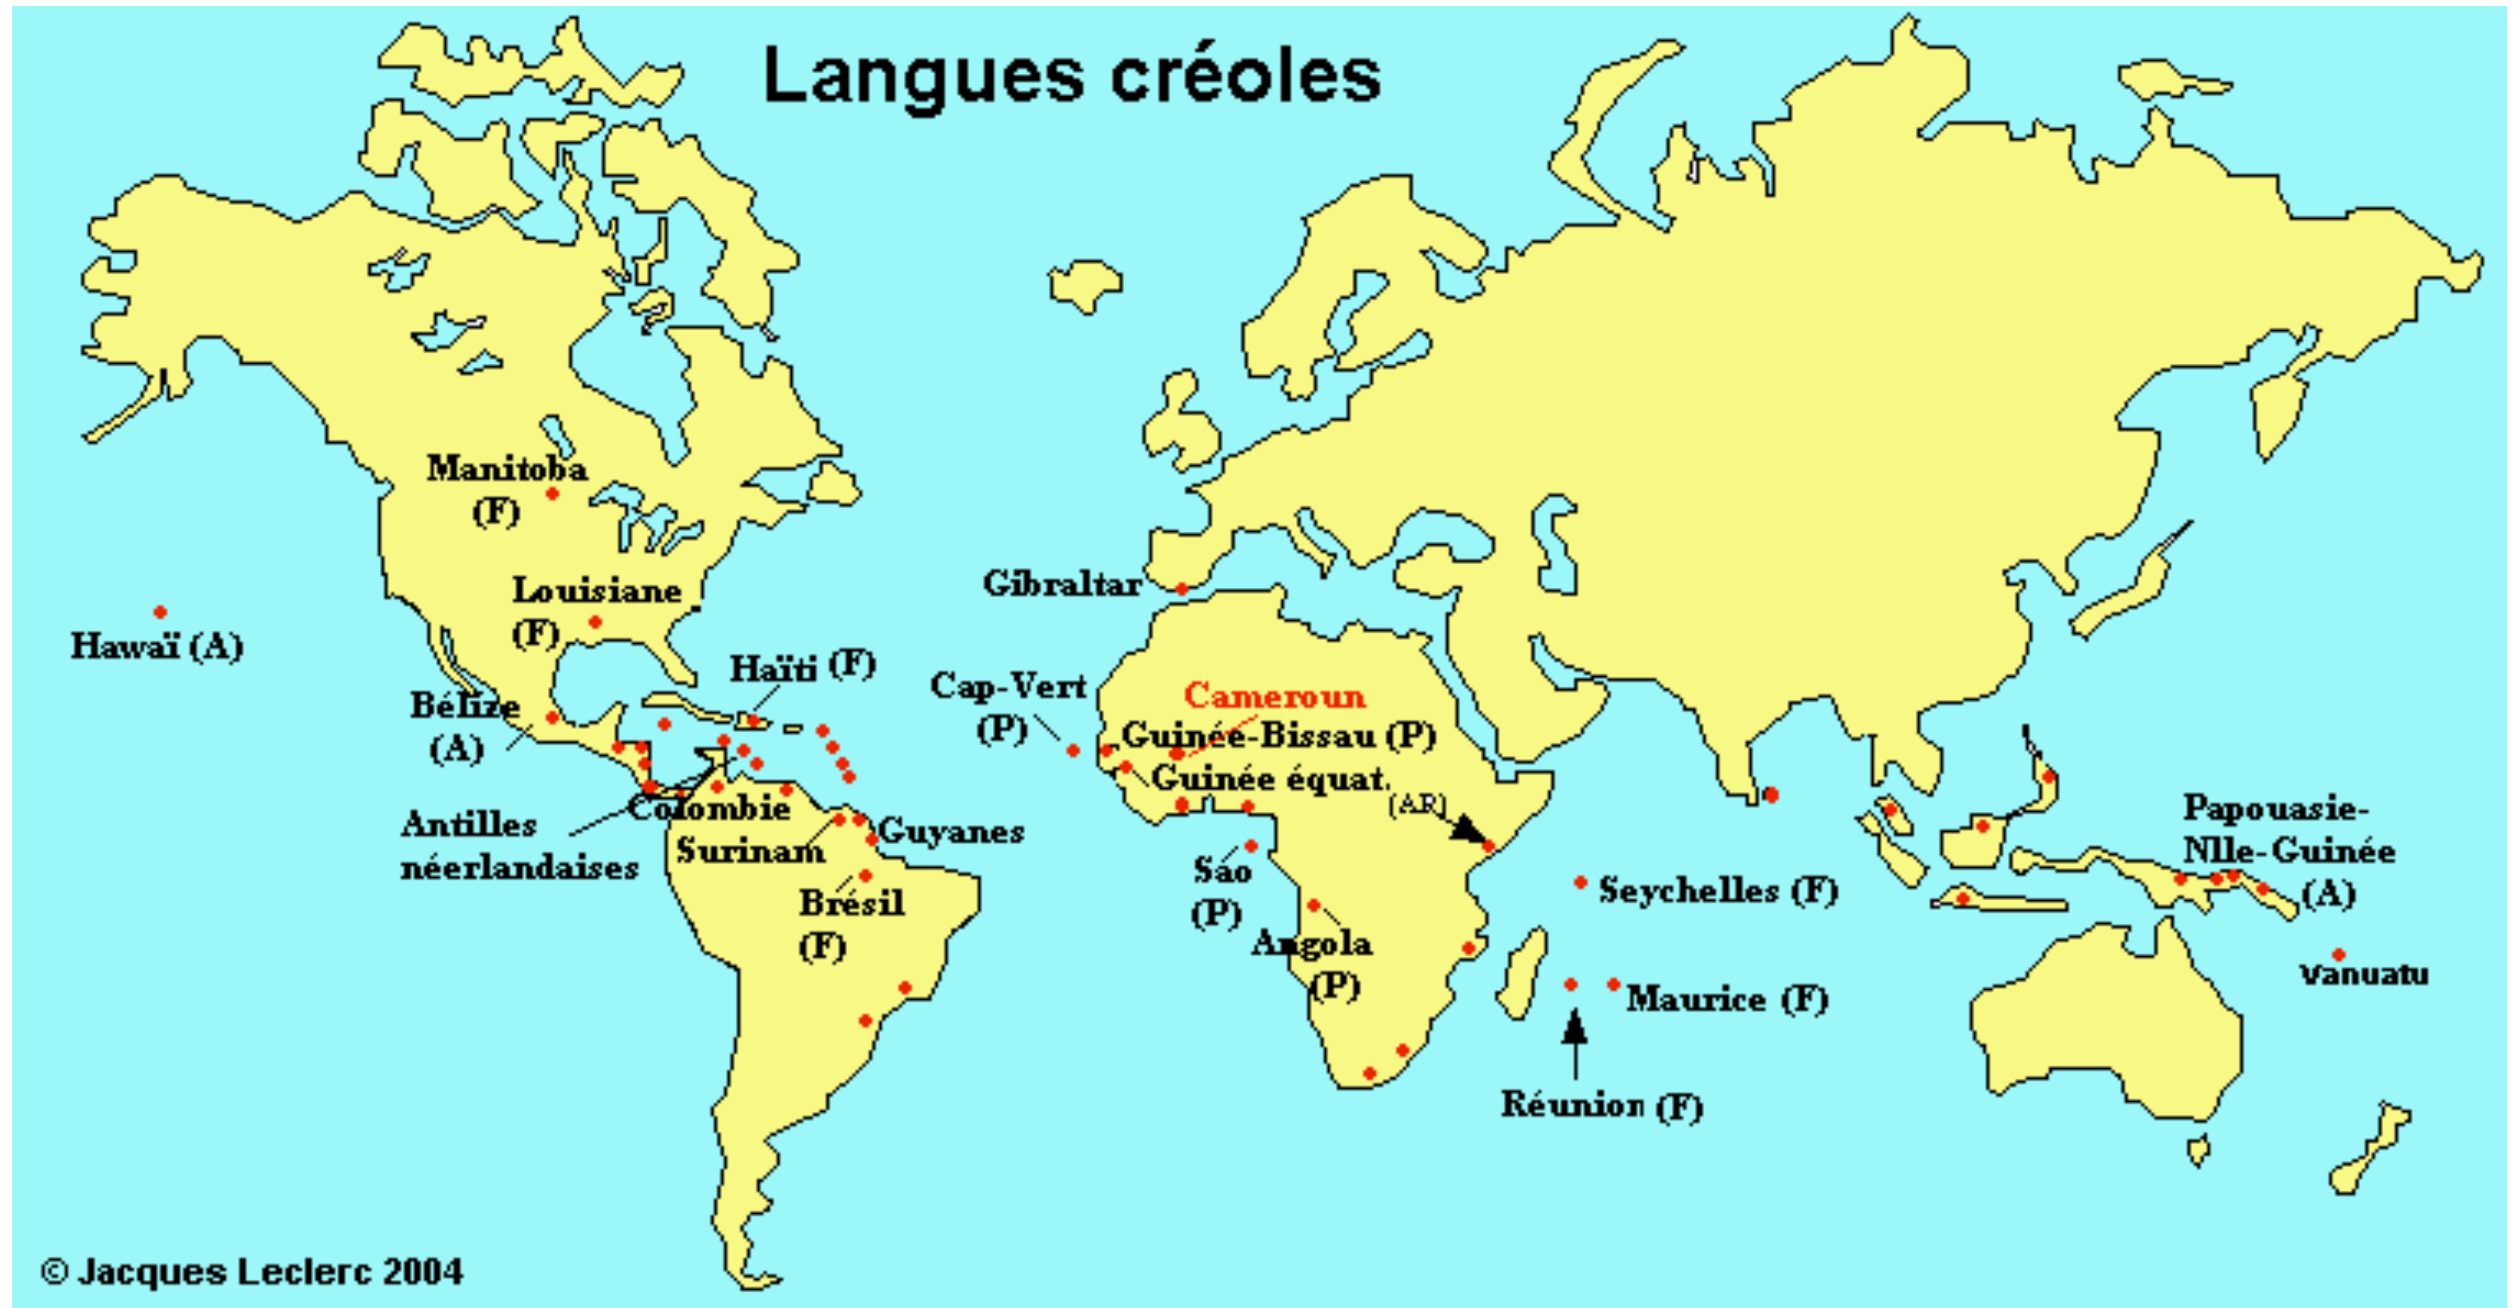 Langues créoles
Manitoba
(F)
Louisiane
(F)
Hawaï (A)
Haïti (F)
Bélize
(A)
Antilles
néerlandaises
Colombie
Surinam
Guyanes
Brésil
(F)
Gibraltar
Cap-Vert
(P)
Cameroun
Guinée-Bissau (P)
Guinée équat.
(AR)
Sao
(P)
Angola
(P)
Seychelles (F)
Maurice (F)
Réunion (F)
Papouasie-
Nlle-Guinée
(A)
Vanuatu
© Jacques Leclerc 2004